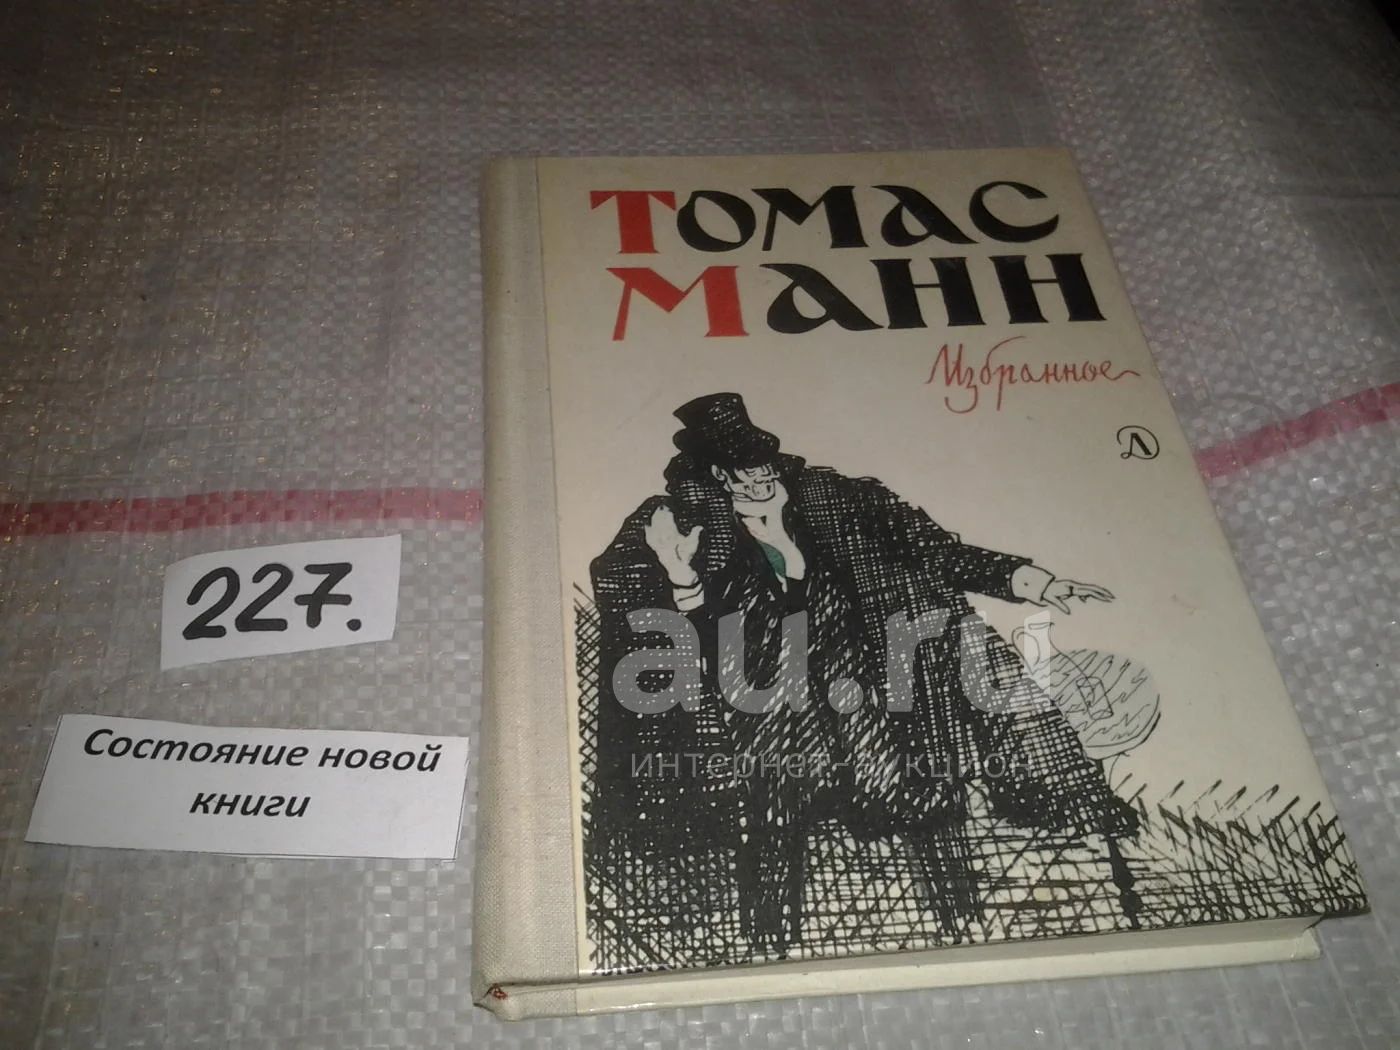 Томас
Манн
Избранное
Д
227.
Состояние новой
книги
au.ru
интернет-аукцион